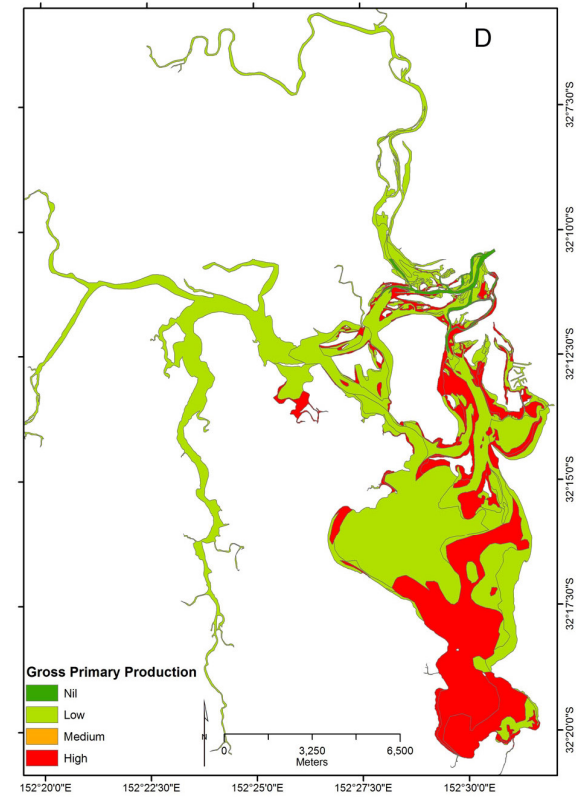 D
32°7'30"S
32°10'0"S
32°12'30"S
32°15'0"S
32°17'30"S
32°20'0"S
Gross Primary Production
Nil
Low
Medium
High
N
0 3,250 6,500
Meters
152°20'0"E 152°22'30"E 152°25'0"E 152°27'30"E 152°30'0"E